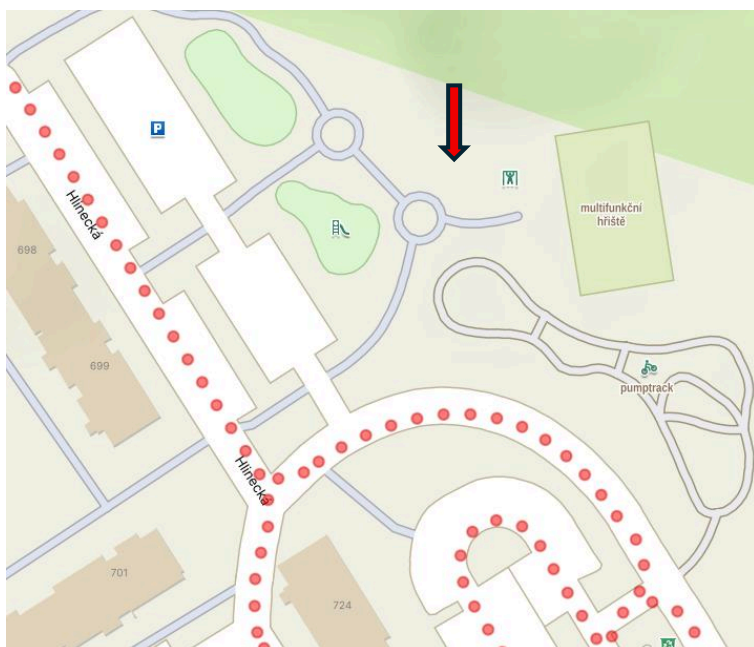 P
Hlinecká
698
multifunkční
hřiště
699
pumptrack
Hlinecká
701
724